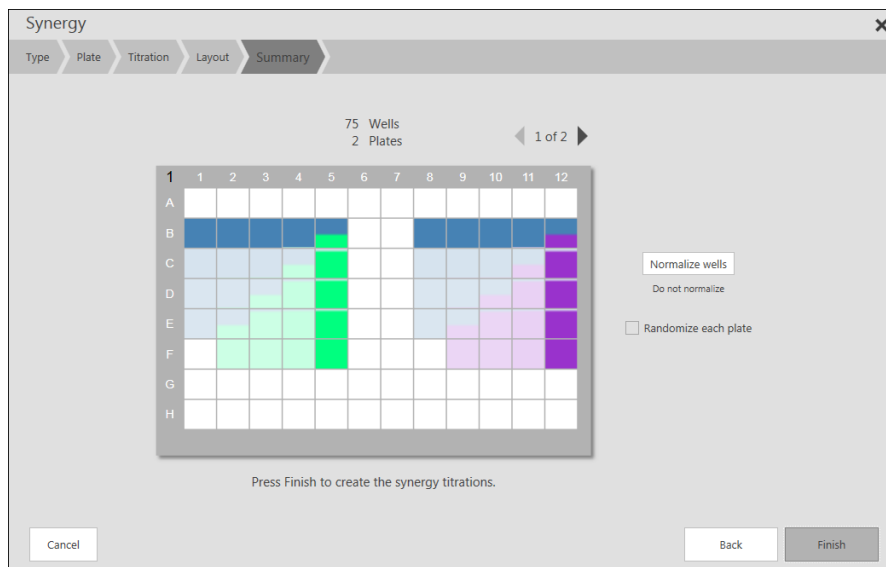 Synergy
Type Plate Titration Layout Summary
75 Wells
2 Plates
1 of 2
1 1 2 3 4 5 6 7 8 9 10 11 12
A
B
C
D
E
F
G
H
Normalize wells
Do not normalize
Randomize each plate
Press Finish to create the synergy titrations.
Cancel Back Finish